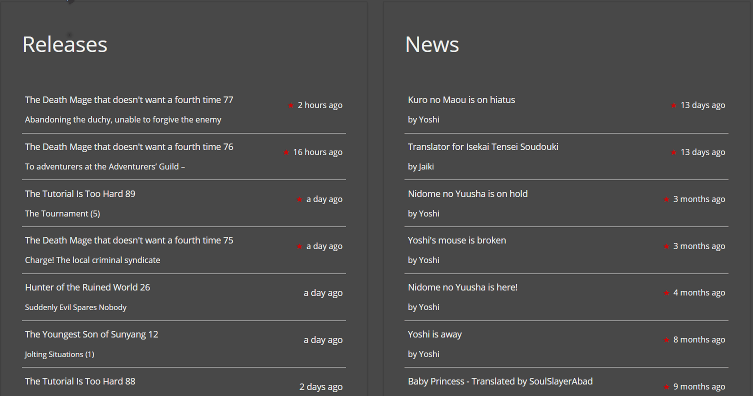 Releases
The Death Mage that doesn't want a fourth time 77
2 hours ago
Abandoning the duchy, unable to forgive the enemy
The Death Mage that doesn't want a fourth time 76
16 hours ago
To adventurers at the Adventurers' Guild –
The Tutorial Is Too Hard 89
a day ago
The Tournament (5)
The Death Mage that doesn't want a fourth time 75
a day ago
Charge! The local criminal syndicate
Hunter of the Ruined World 26
a day ago
Suddenly Evil Spares Nobody
The Youngest Son of Sunyang 12
a day ago
Jolting Situations (1)
The Tutorial Is Too Hard 88
2 days ago
News
Kuro no Maou is on hiatus
13 days ago
by Yoshi
Translator for Isekai Tensei Soudouki
13 days ago
by Jaiki
Nidome no Yuusha is on hold
3 months ago
by Yoshi
Yoshi's mouse is broken
3 months ago
by Yoshi
Nidome no Yuusha is here!
4 months ago
by Yoshi
Yoshi is away
8 months ago
by Yoshi
Baby Princess - Translated by SoulSlayerAbad
9 months ago